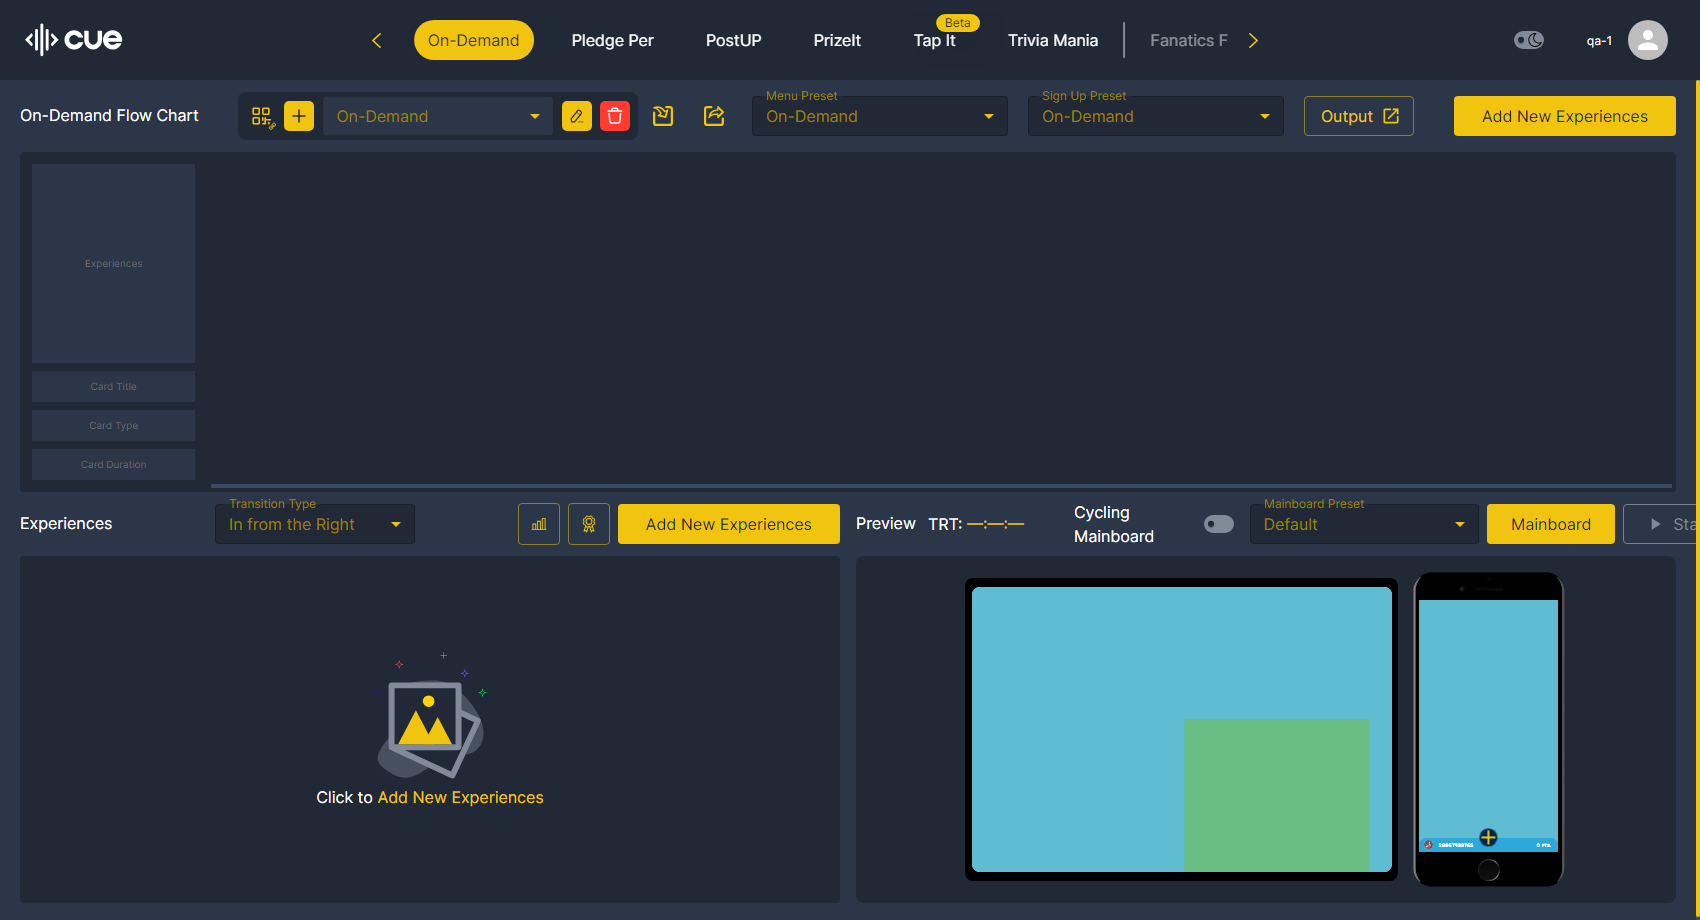 cue
On-Demand
Pledge Per
PostUP
PrizeIt
Tap It
Beta
Trivia Mania
Fanatics F
qa-1
On-Demand Flow Chart
On-Demand
Menu Preset
On-Demand
Sign Up Preset
On-Demand
Output
Add New Experiences
Experiences
Card Title
Card Type
Card Duration
Experiences
Transition Type
In from the Right
Add New Experiences
Preview
TRT: —:—:—
Cycling
Mainboard
Mainboard Preset
Default
Mainboard
Sta
Click to Add New Experiences
0 PTS.